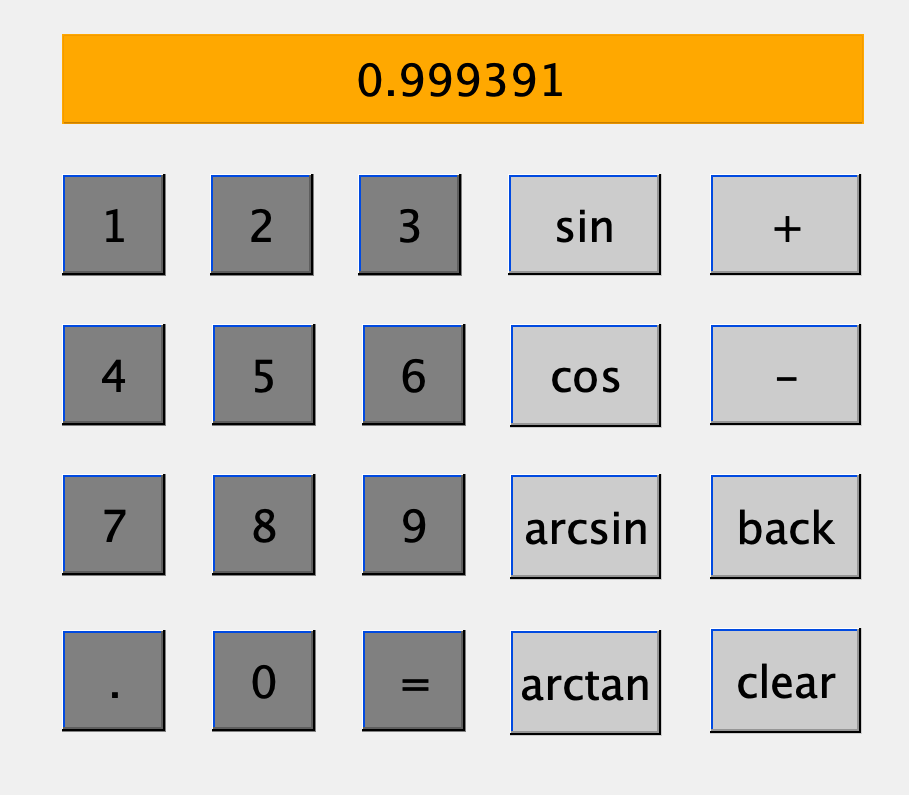 0.999391
1 2 3 sin +
4 5 6 cos -
7 8 9 arcsin back
. 0 = arctan clear